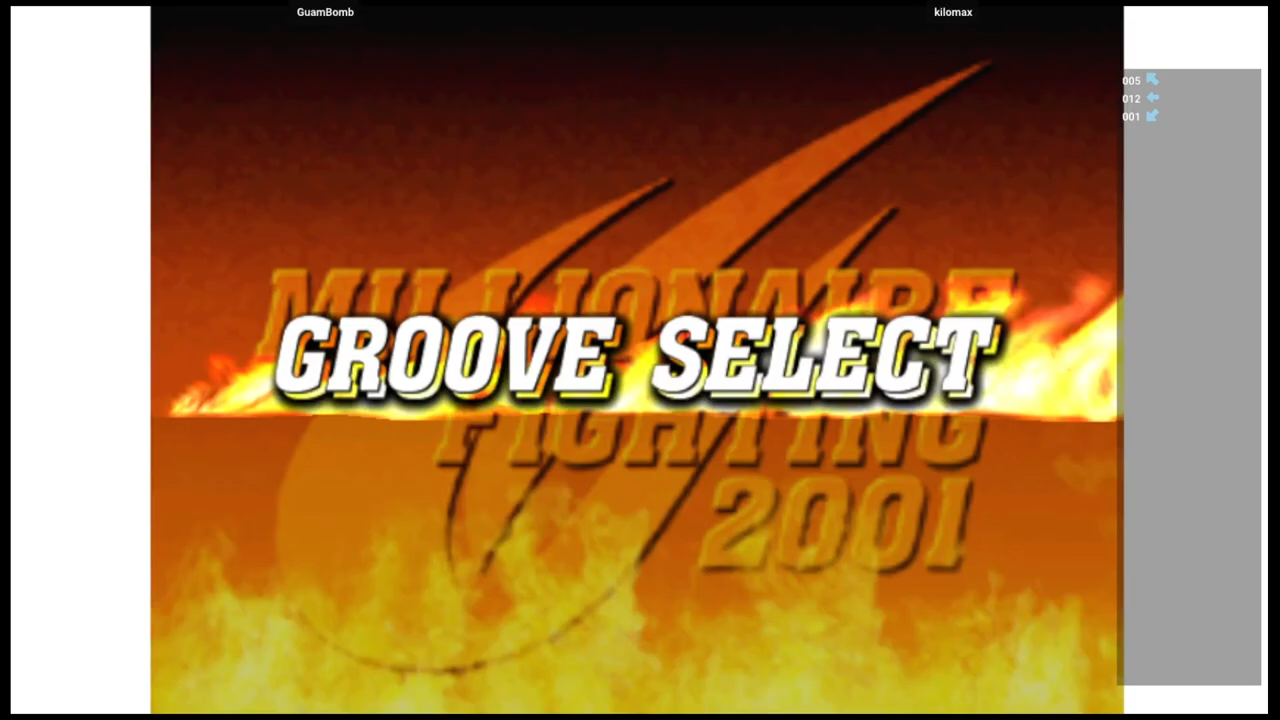 GuamBomb
kilomax
005
012
001
MILLIONAIRE
GROOVE SELECT
FIGHTING
2001